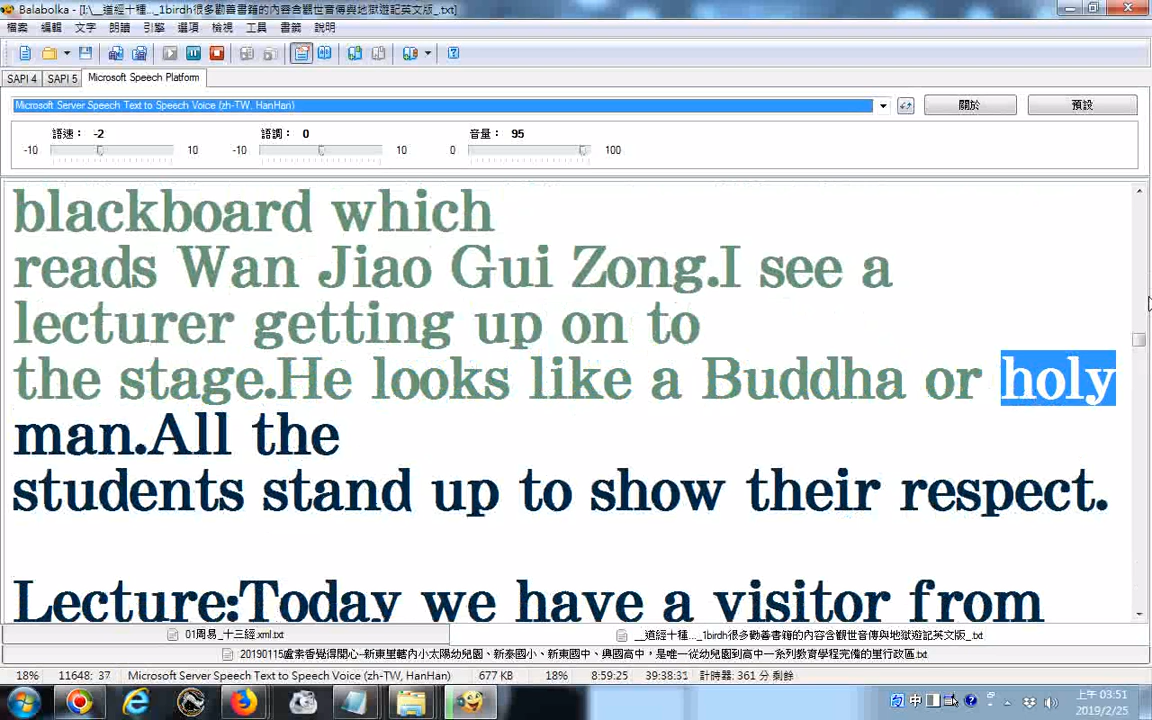 Balabolka - [I:\__道經十種..._1birdh很多勸善書籍的內容含觀世音傳與地獄遊記英文版_.txt]
檔案 編輯 文字 朗讀 引擎 選項 檢視 工具 書籤 說明
SAPI 4 SAPI 5 Microsoft Speech Platform
Microsoft Server Speech Text to Speech Voice (zh-TW, HanHan) 關於 預設
語速： -2 語調： 0 音量： 95
-10 10 -10 10 0 100
blackboard which
reads Wan Jiao Gui Zong.I see a
lecturer getting up on to
the stage.He looks like a Buddha or holy
man.All the
students stand up to show their respect.
Lecture:Today we have a visitor from
01周易_十三經.xml.txt __道經十種..._1birdh很多勸善書籍的內容含觀世音傳與地獄遊記英文版_.txt
20190115盧素香覺得開心--新東里轄內小太陽幼兒園、新泰國小、新東國中、興國高中，是唯一從幼兒園到高中一系列教育學程完備的里行政區.txt
18% 11648: 37 Microsoft Server Speech Text to Speech Voice (zh-TW, HanHan) 677 KB 18% 8:59:25 39:38:31 計時器: 361 分 剩餘
中 上午 03:51
2019/2/25